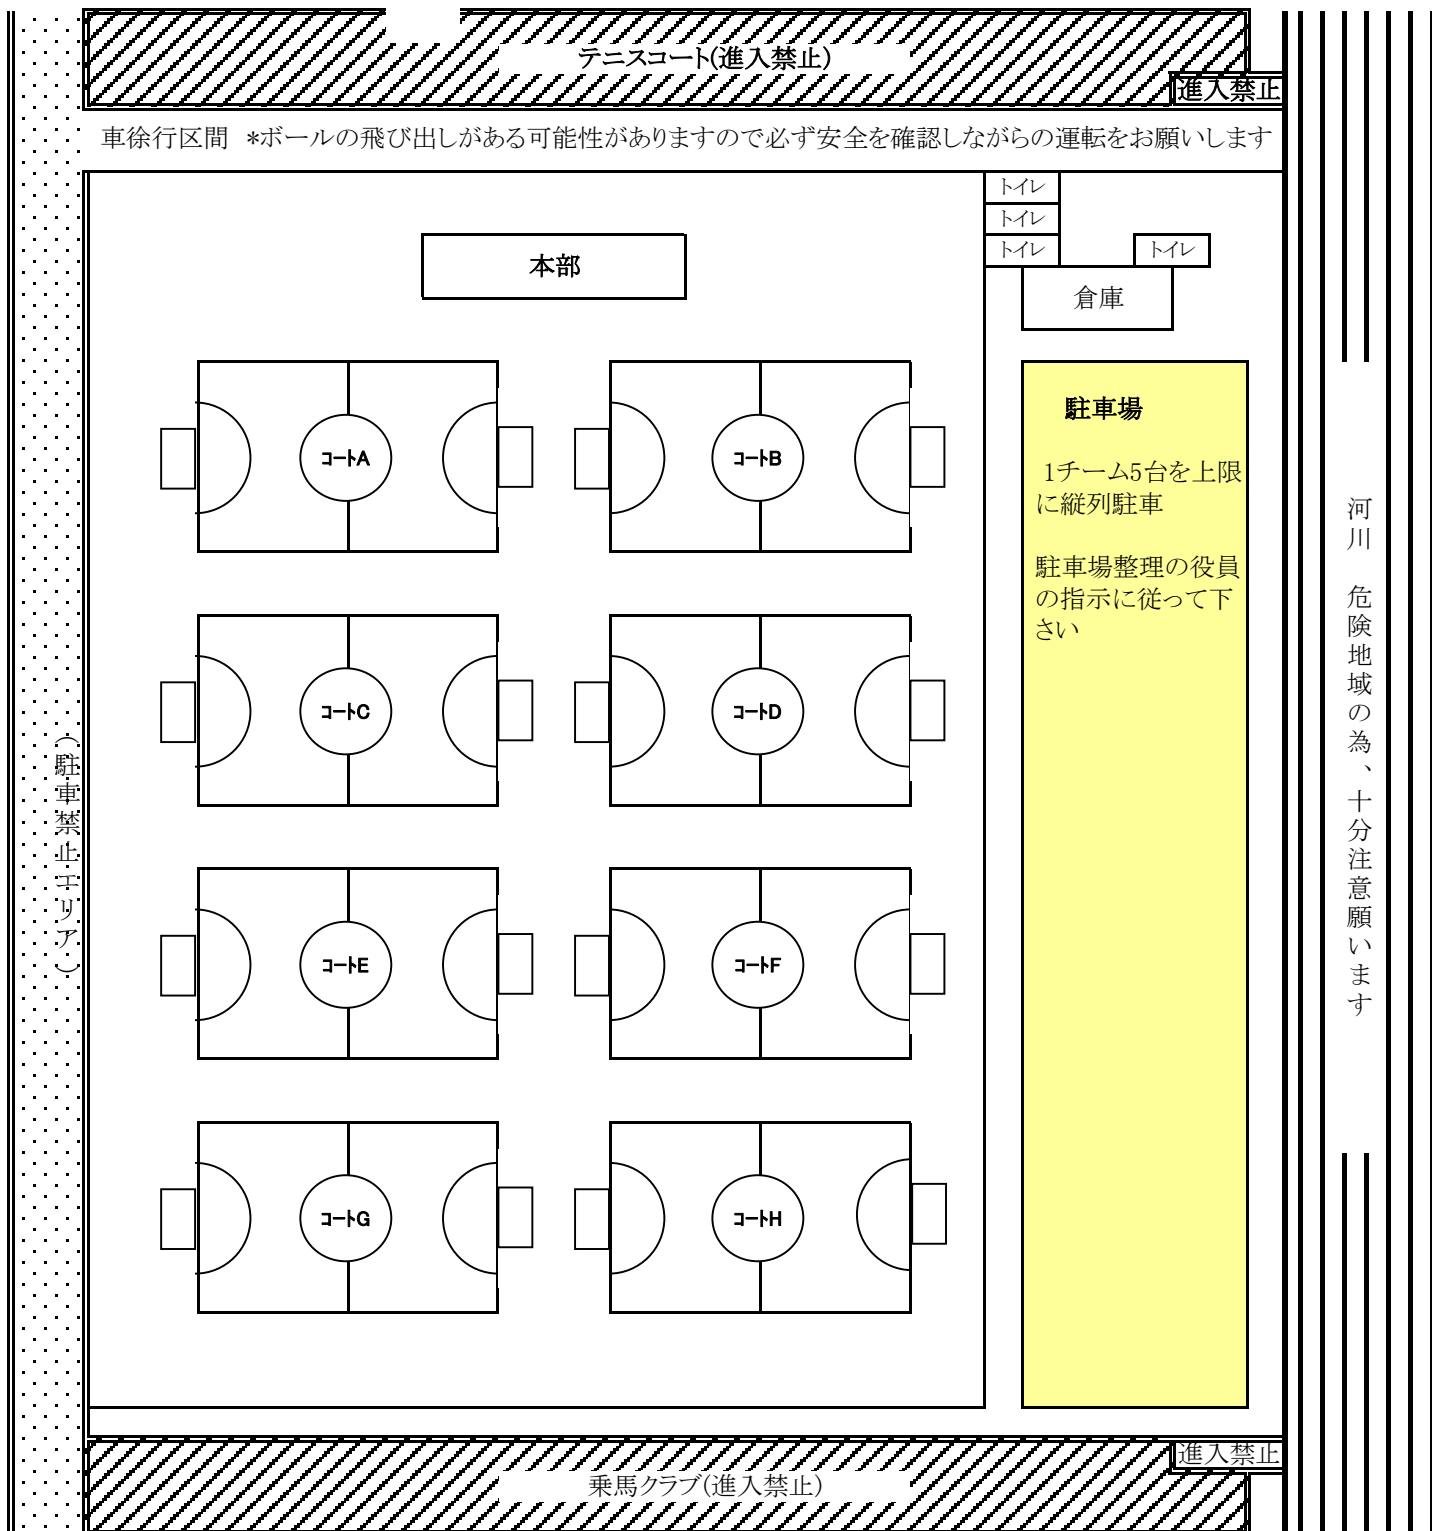 テニスコート(進入禁止)
進入禁止
車徐行区間　*ボールの飛び出しがある可能性がありますので必ず安全を確認しながらの運転をお願いします
トイレ
トイレ
トイレ
トイレ
本部
倉庫
コートA
コートB
駐車場
1チーム5台を上限
に縦列駐車
駐車場整理の役員
の指示に従って下
さい
コートC
コートD
コートE
コートF
コートG
コートH
(駐車禁止エリア)
河川　危険地域の為、十分注意願います
進入禁止
乗馬クラブ(進入禁止)